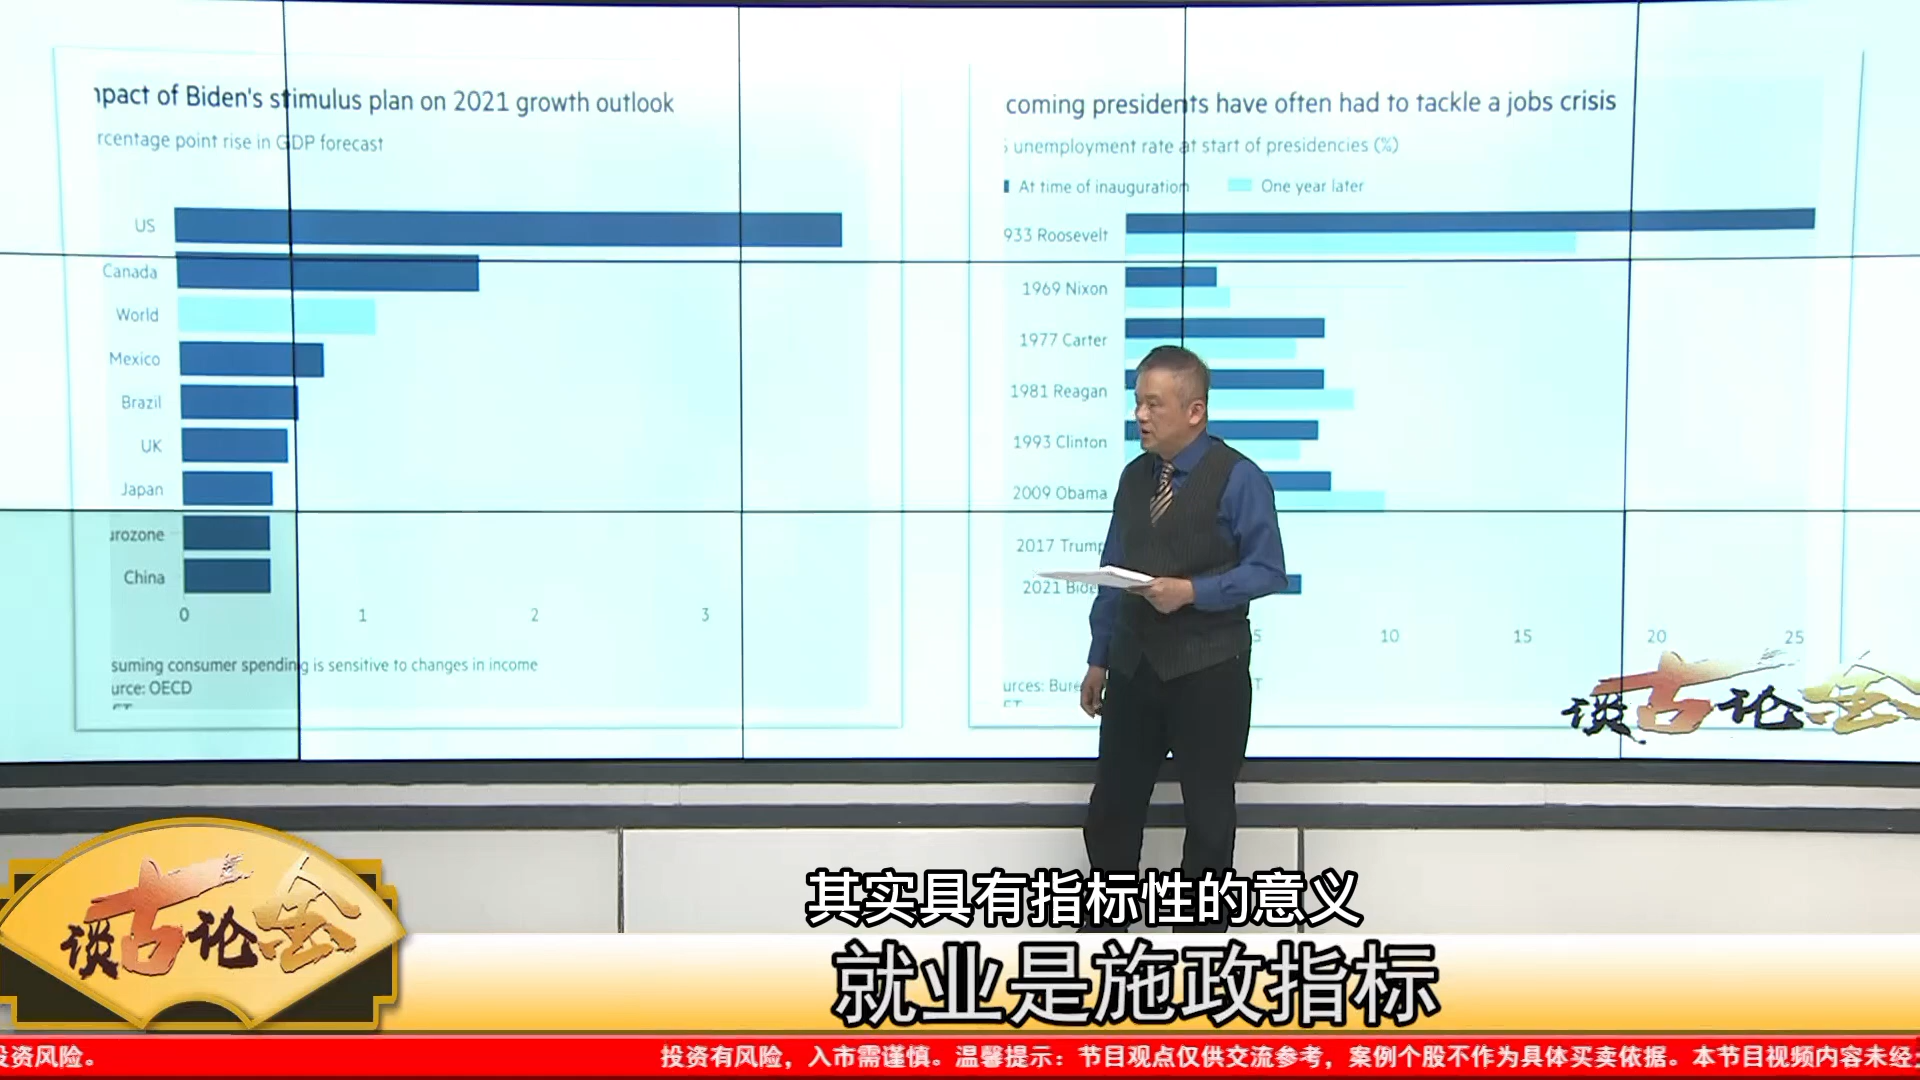 npact of Biden's stimulus plan on 2021 growth outlook
rcentage point rise in GDP forecast
US
Canada
World
Mexico
Brazil
UK
Japan
urozone
China
0 1 2 3
suming consumer spending is sensitive to changes in income
urce: OECD
coming presidents have often had to tackle a jobs crisis
unemployment rate at start of presidencies (%)
At time of inauguration One year later
933 Roosevelt
1969 Nixon
1977 Carter
1981 Reagan
1993 Clinton
2009 Obama
2017 Trump
2021 Bide
5 10 15 20 25
urces: Bure
谈古论金
其实具有指标性的意义
谈古论金
就业是施政指标
投资风险。 投资有风险，入市需谨慎。温馨提示：节目观点仅供交流参考，案例个股不作为具体买卖依据。本节目视频内容未经